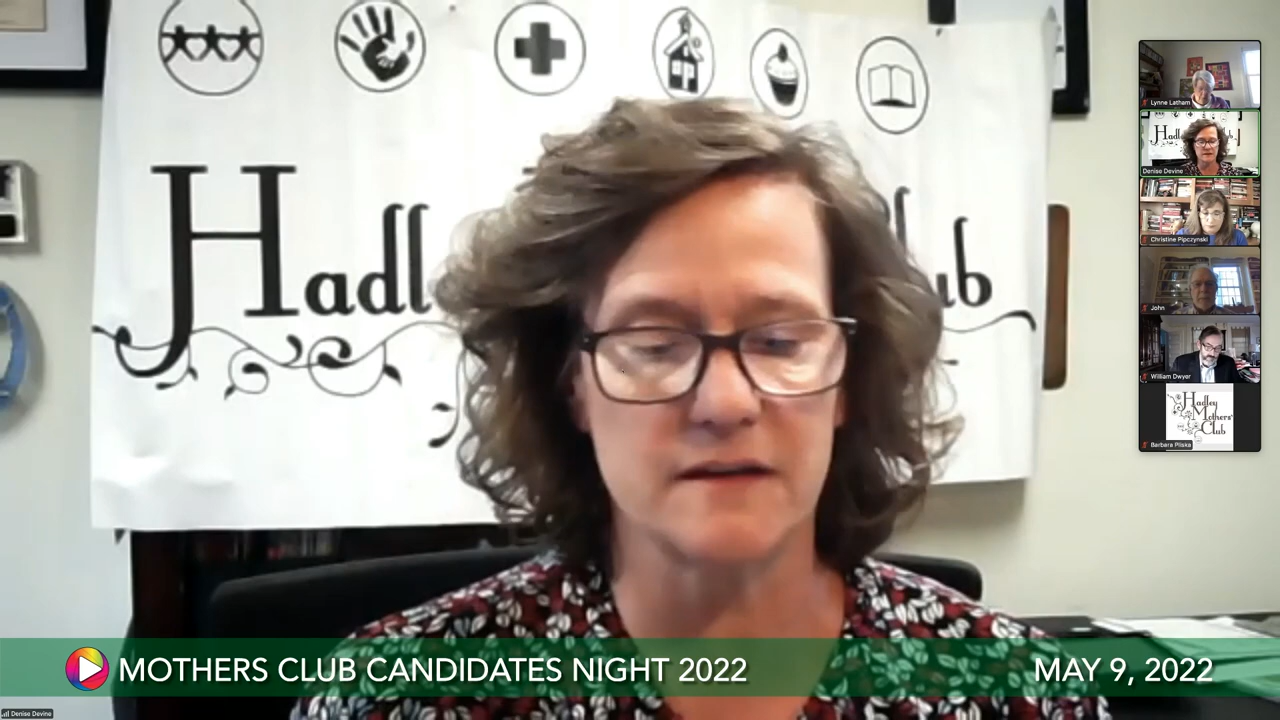 Hadl
ub
Lynne Latham
Denise Devine
Christine Pipczynski
John
William Dwyer
Hadley
Mothers'
Club
Barbara Pliska
MOTHERS CLUB CANDIDATES NIGHT 2022
MAY 9, 2022
Denise Devine